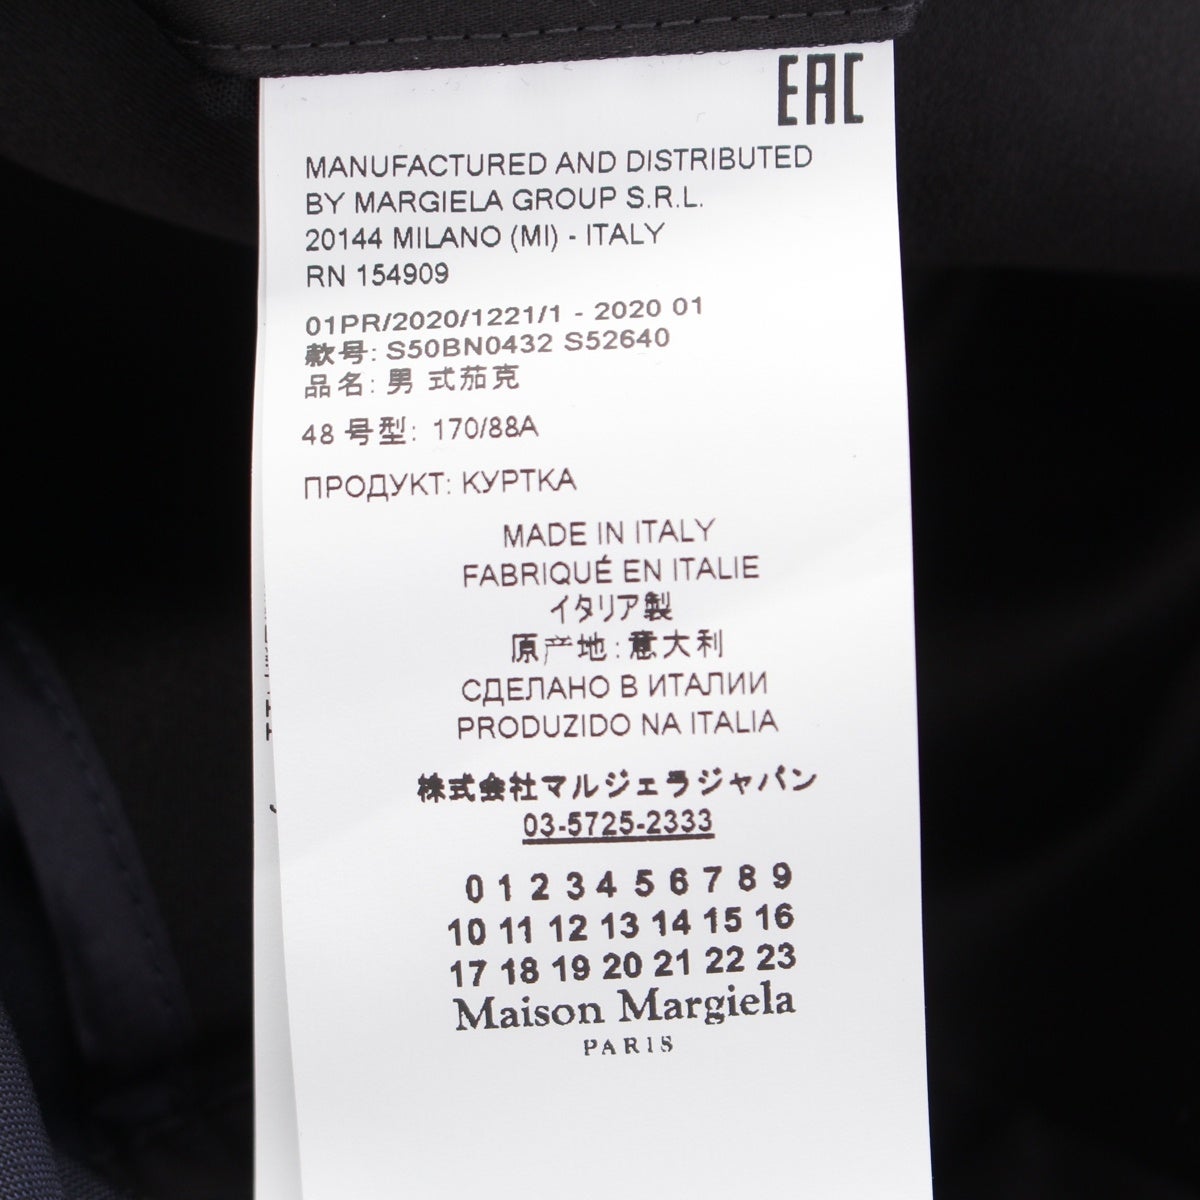 EAC
MANUFACTURED AND DISTRIBUTED
BY MARGIELA GROUP S.R.L.
20144 MILANO (MI) - ITALY
RN 154909
01PR/2020/1221/1 - 2020 01
款号: S50BN0432 S52640
品名: 男 式茄克
48 号型: 170/88A
ПРОДУКТ: КУРТКА
MADE IN ITALY
FABRIQUÉ EN ITALIE
イタリア製
原产地: 意大利
СДЕЛАНО В ИТАЛИИ
PRODUZIDO NA ITALIA
株式会社マルジェラジャパン
03-5725-2333
0 1 2 3 4 5 6 7 8 9
10 11 12 13 14 15 16
17 18 19 20 21 22 23
Maison Margiela
PARIS